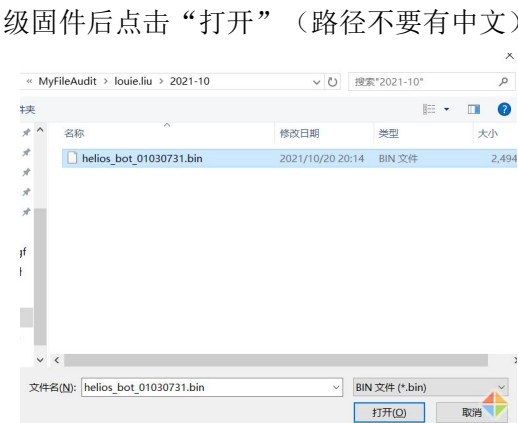 级固件后点击“打开”（路径不要有中文）
« MyFileAudit > louie.liu > 2021-10
搜索"2021-10"
件夹
名称 修改日期 类型 大小
helios_bot_01030731.bin 2021/10/20 20:14 BIN 文件 2,494
文件名(N): helios_bot_01030731.bin BIN 文件 (*.bin)
打开(O) 取消